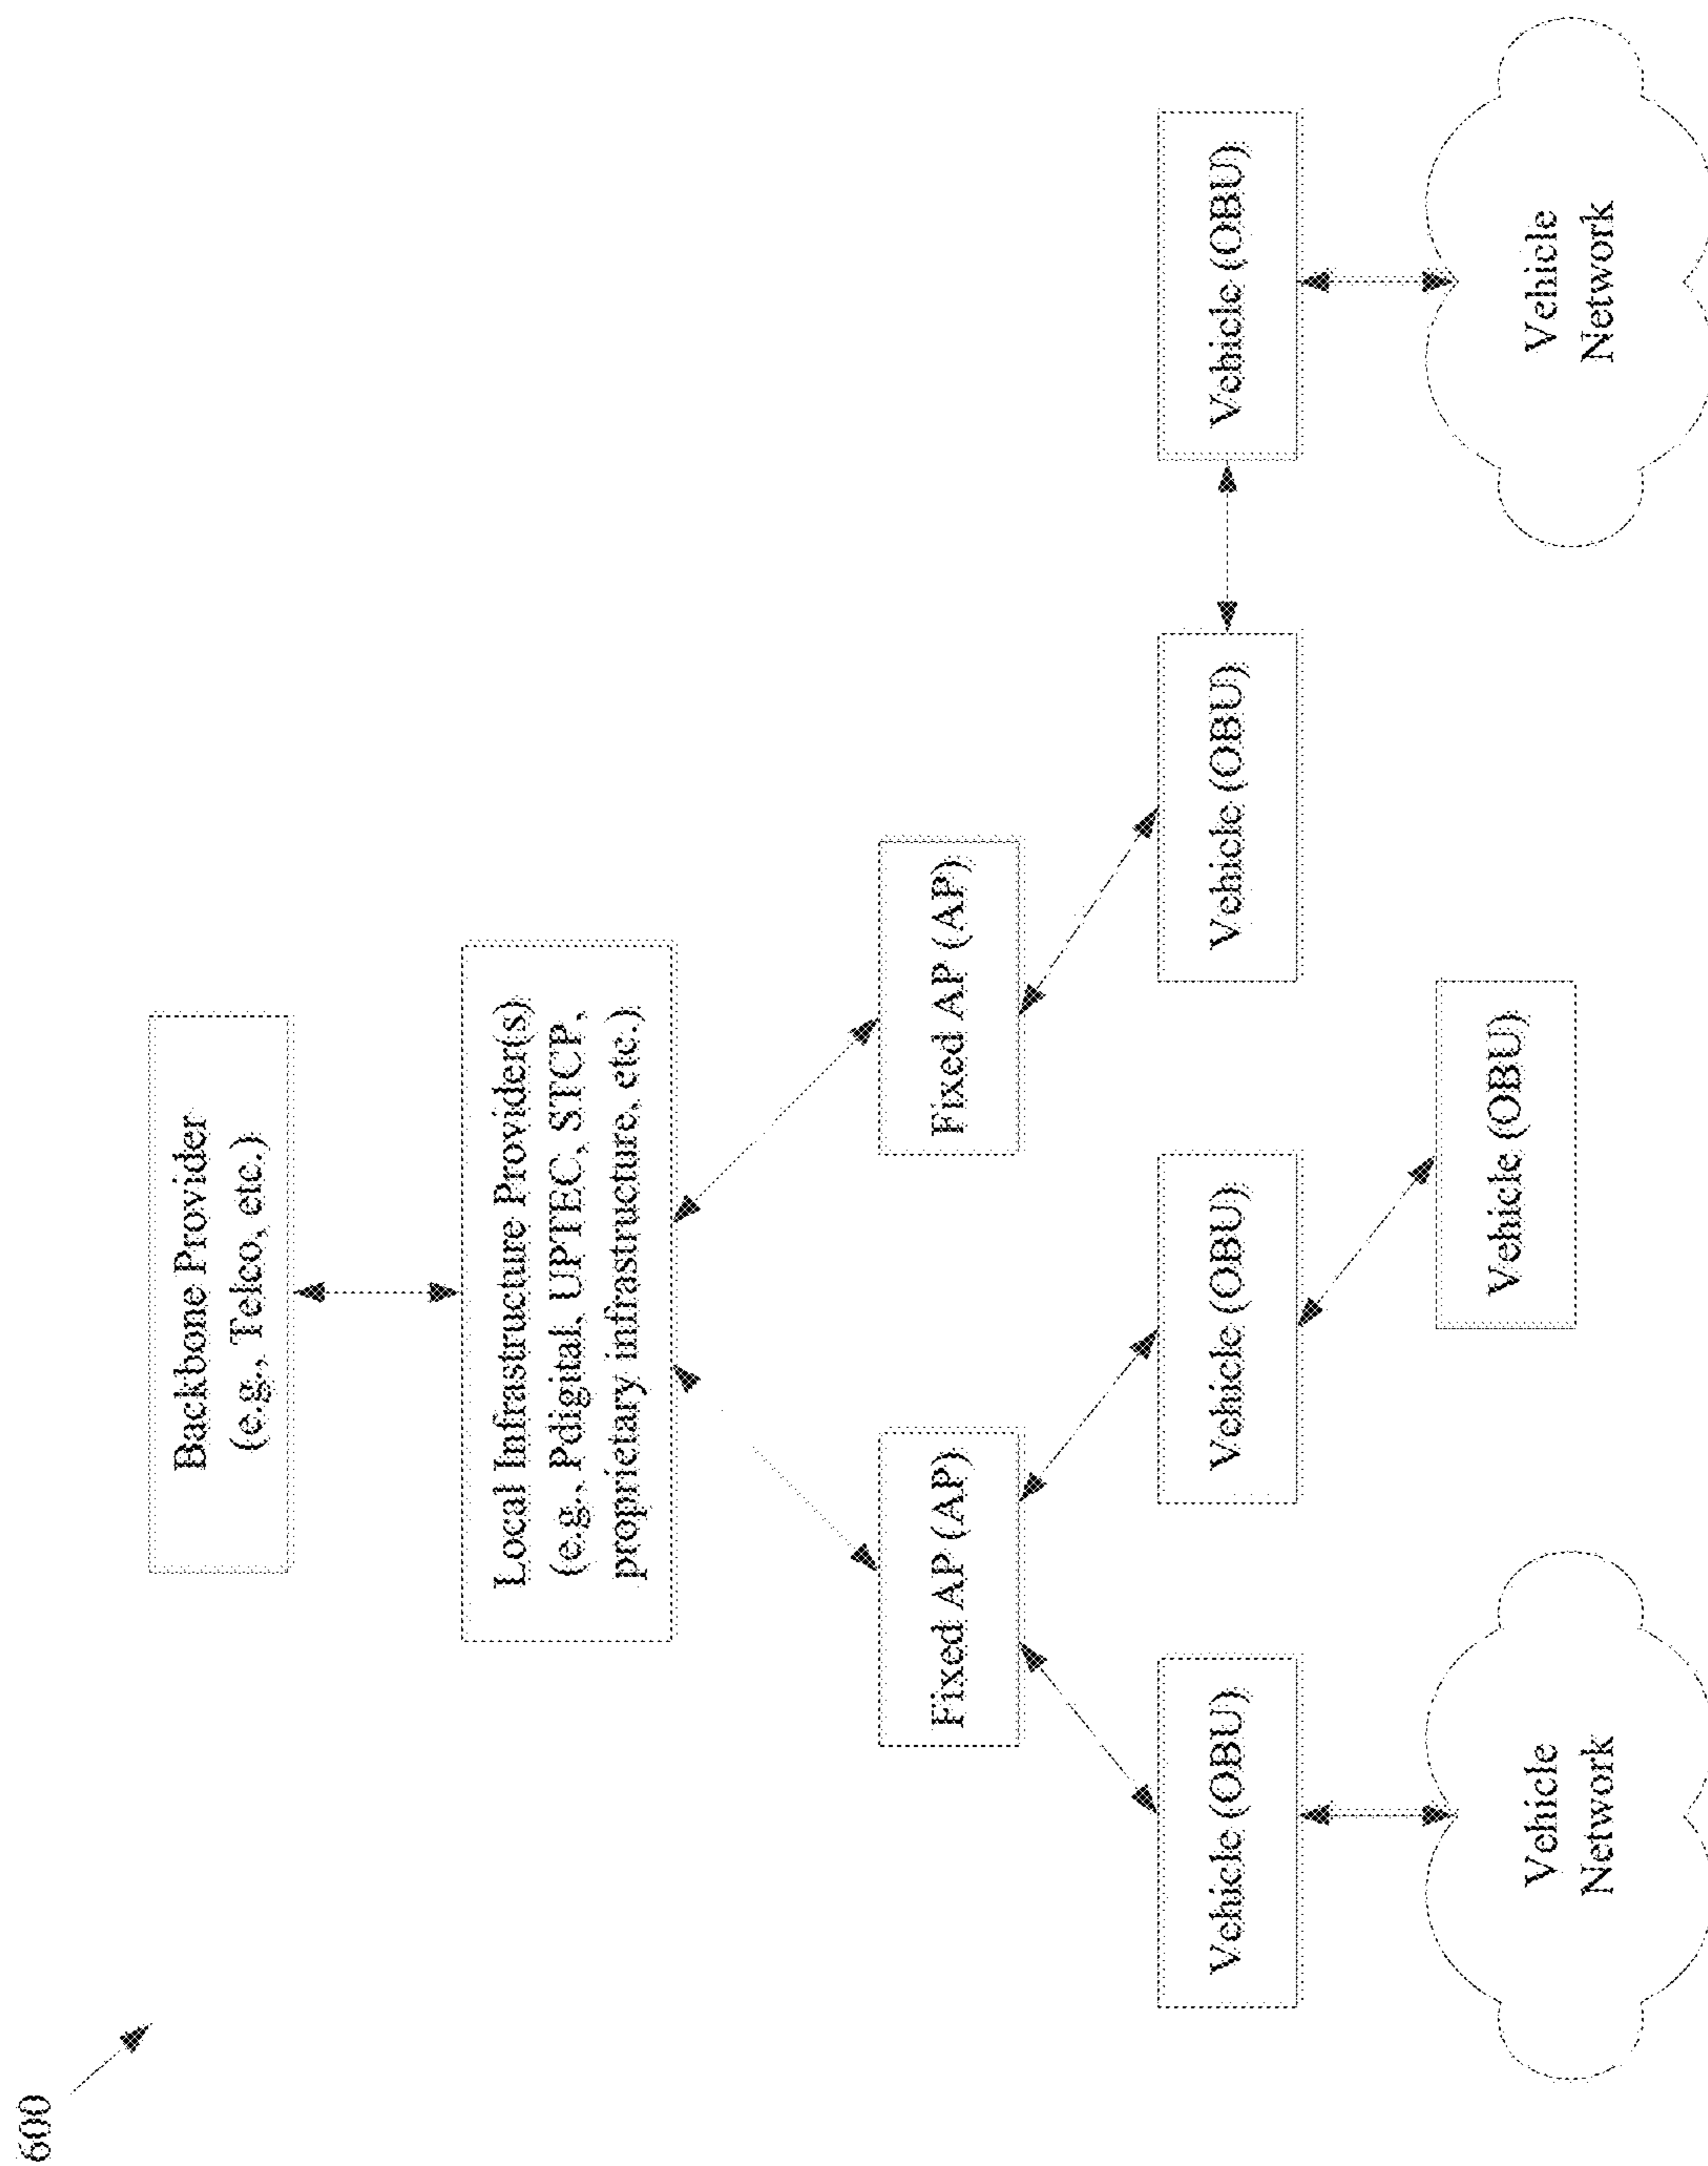 600
Backbone Provider
(e.g., Telco, etc.)
Local Infrastructure Provider(s)
(e.g., Pdigital, UPTEC, STCP,
proprietary infrastructure, etc.)
Fixed AP (AP)
Fixed AP (AP)
Vehicle (OBU)
Vehicle (OBU)
Vehicle (OBU)
Vehicle (OBU)
Vehicle (OBU)
Vehicle
Network
Vehicle
Network